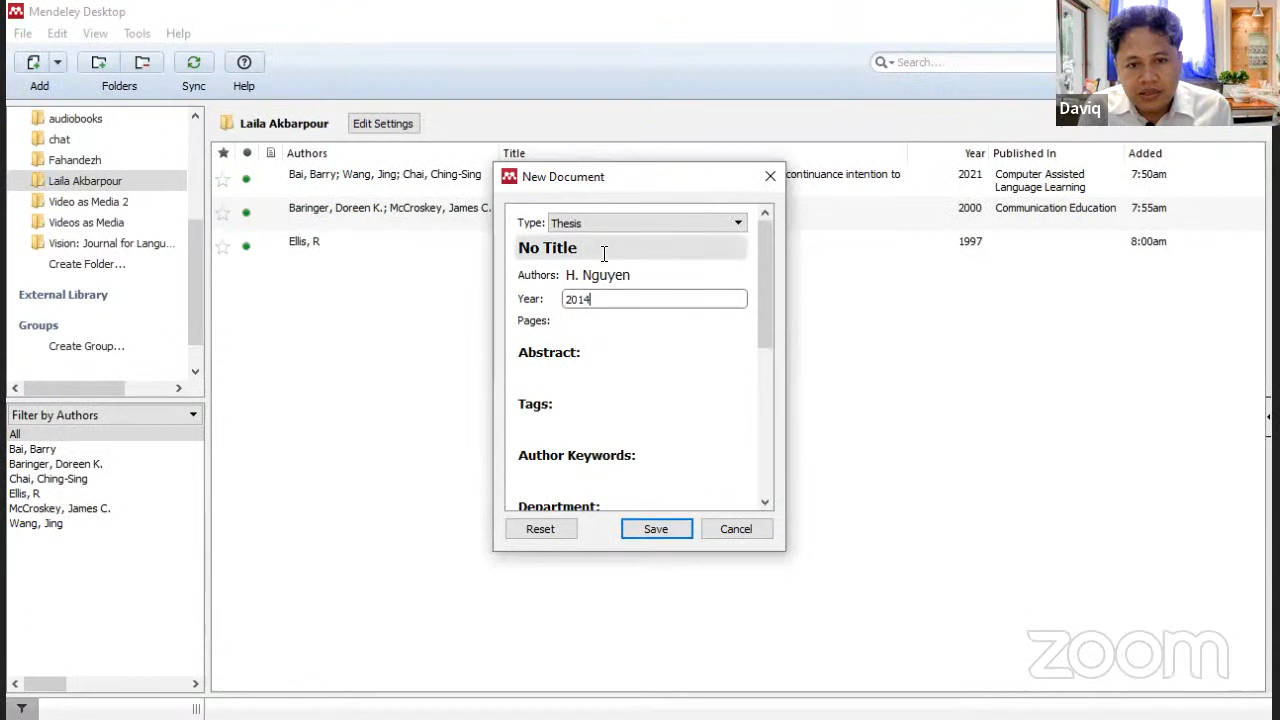 Mendeley Desktop
File Edit View Tools Help
Search...
Add Folders Sync Help
Daviq
audiobooks
chat
Fahandezh
Laila Akbarpour
Video as Media 2
Videos as Media
Vision: Journal for Langu...
Create Folder...
External Library
Groups
Create Group...
Filter by Authors
All
Bai, Barry
Baringer, Doreen K.
Chai, Ching-Sing
Ellis, R
McCroskey, James C.
Wang, Jing
Laila Akbarpour Edit Settings
Authors Title Year Published In Added
Bai, Barry; Wang, Jing; Chai, Ching-Sing continuance intention to 2021 Computer Assisted Language Learning 7:50am
Baringer, Doreen K.; McCroskey, James C. 2000 Communication Education 7:55am
Ellis, R 1997 8:00am
New Document
Type: Thesis
No Title
Authors: H. Nguyen
Year: 2014
Pages:
Abstract:
Tags:
Author Keywords:
Department:
Reset Save Cancel
zoom